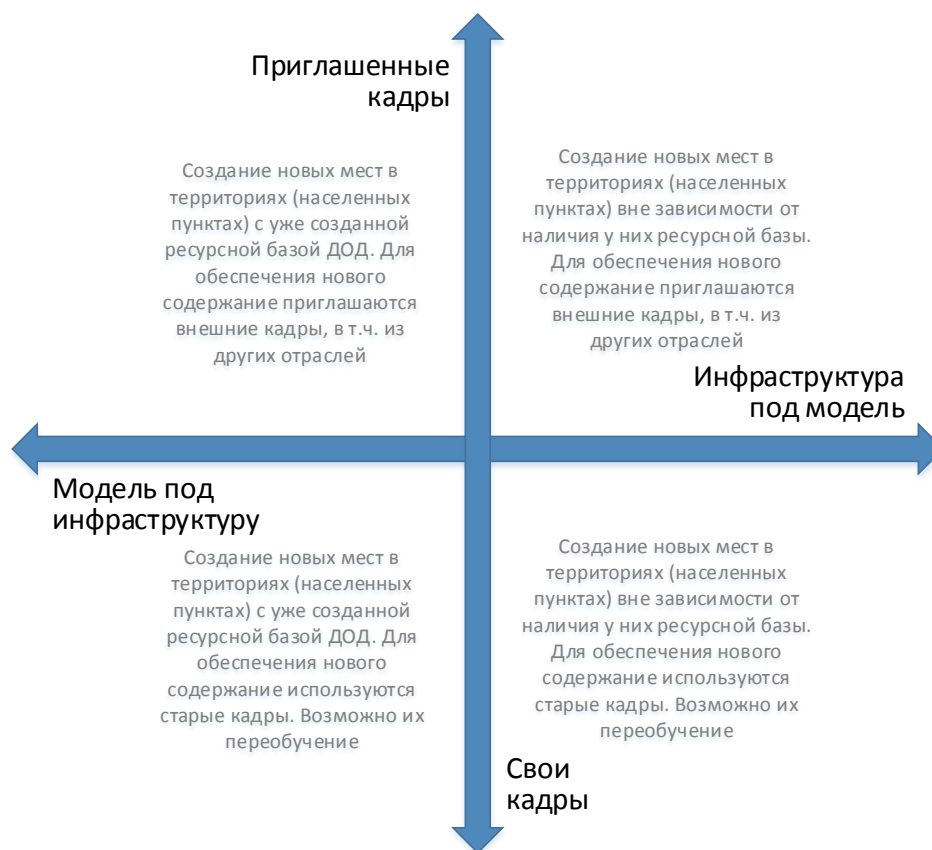 Приглашенные
кадры
Создание новых мест в
территориях (населенных
пунктах) с уже созданной
ресурсной базой ДОД. Для
обеспечения нового
содержание приглашаются
внешние кадры, в т.ч. из
других отраслей
Создание новых мест в
территориях (населенных
пунктах) вне зависимости от
наличия у них ресурсной базы.
Для обеспечения нового
содержание приглашаются
внешние кадры, в т.ч. из
других отраслей
Инфраструктура
под модель
Модель под
инфраструктуру
Создание новых мест в
территориях (населенных
пунктах) с уже созданной
ресурсной базой ДОД. Для
обеспечения нового
содержание используются
старые кадры. Возможно их
переобучение
Создание новых мест в
территориях (населенных
пунктах) вне зависимости от
наличия у них ресурсной базы.
Для обеспечения нового
содержание используются
старые кадры. Возможно их
переобучение
Свои
кадры